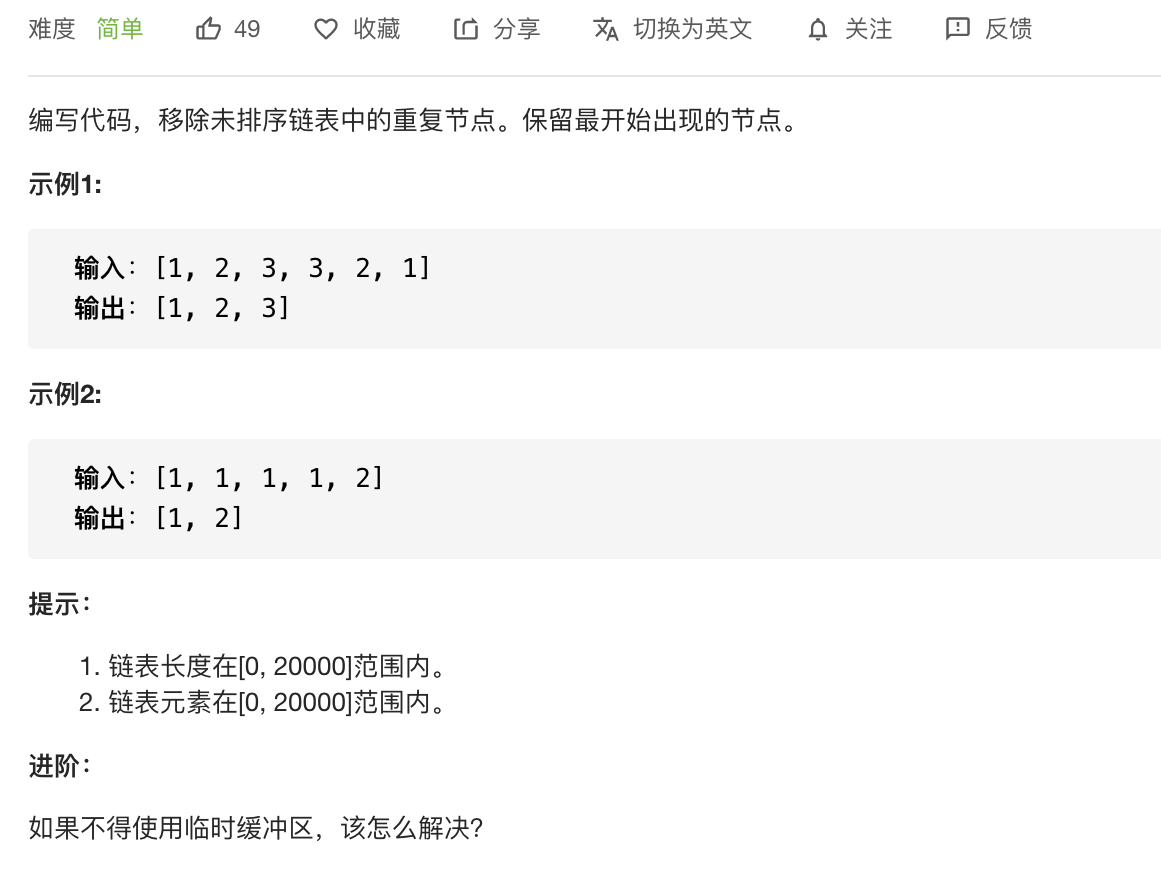 难度 简单 49 收藏 分享 切换为英文 关注 反馈
编写代码，移除未排序链表中的重复节点。保留最开始出现的节点。
示例1:
输入：[1, 2, 3, 3, 2, 1]
输出：[1, 2, 3]
示例2:
输入：[1, 1, 1, 1, 2]
输出：[1, 2]
提示：
1. 链表长度在[0, 20000]范围内。
2. 链表元素在[0, 20000]范围内。
进阶：
如果不得使用临时缓冲区，该怎么解决?